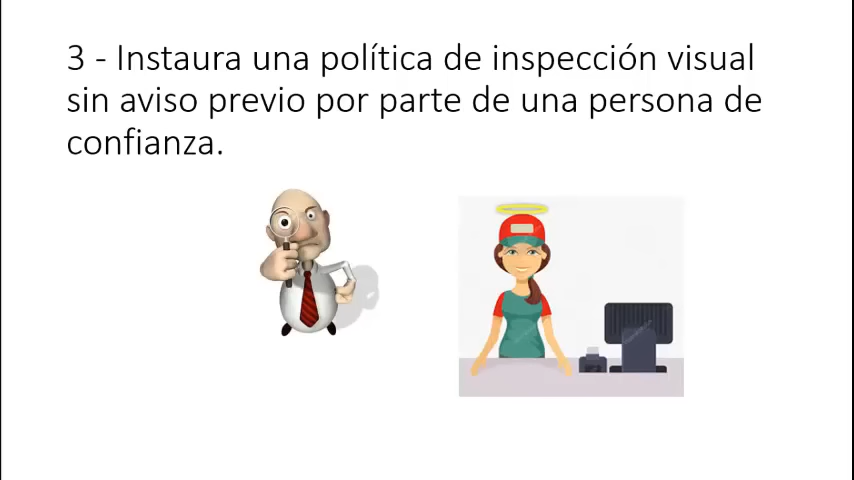 3 - Instaura una política de inspección visual
sin aviso previo por parte de una persona de
confianza.